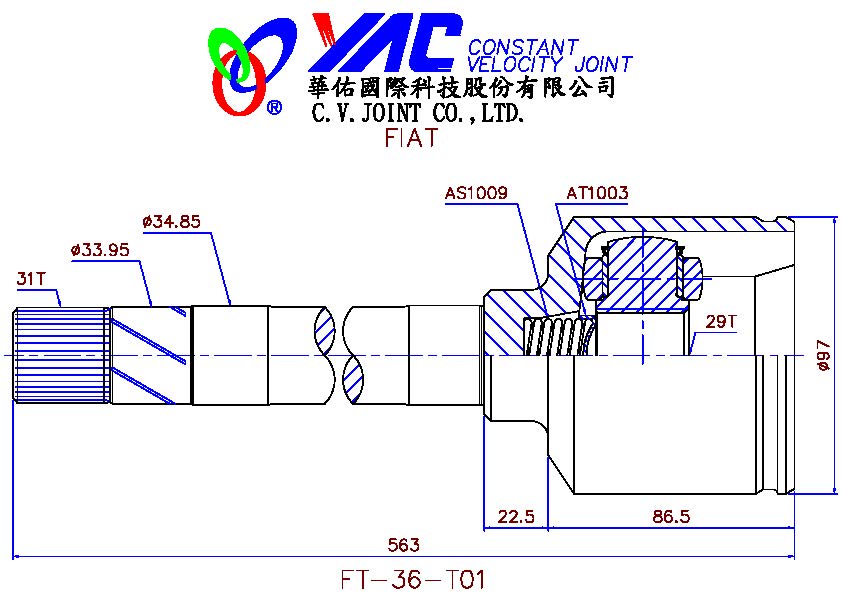 YAC CONSTANT
VELOCITY JOINT
®
華佑國際科技股份有限公司
C.V.JOINT CO.,LTD.
FIAT
AS1009
AT1003
ø34.85
ø33.95
31T
29T
ø97
22.5
86.5
563
FT-36-T01